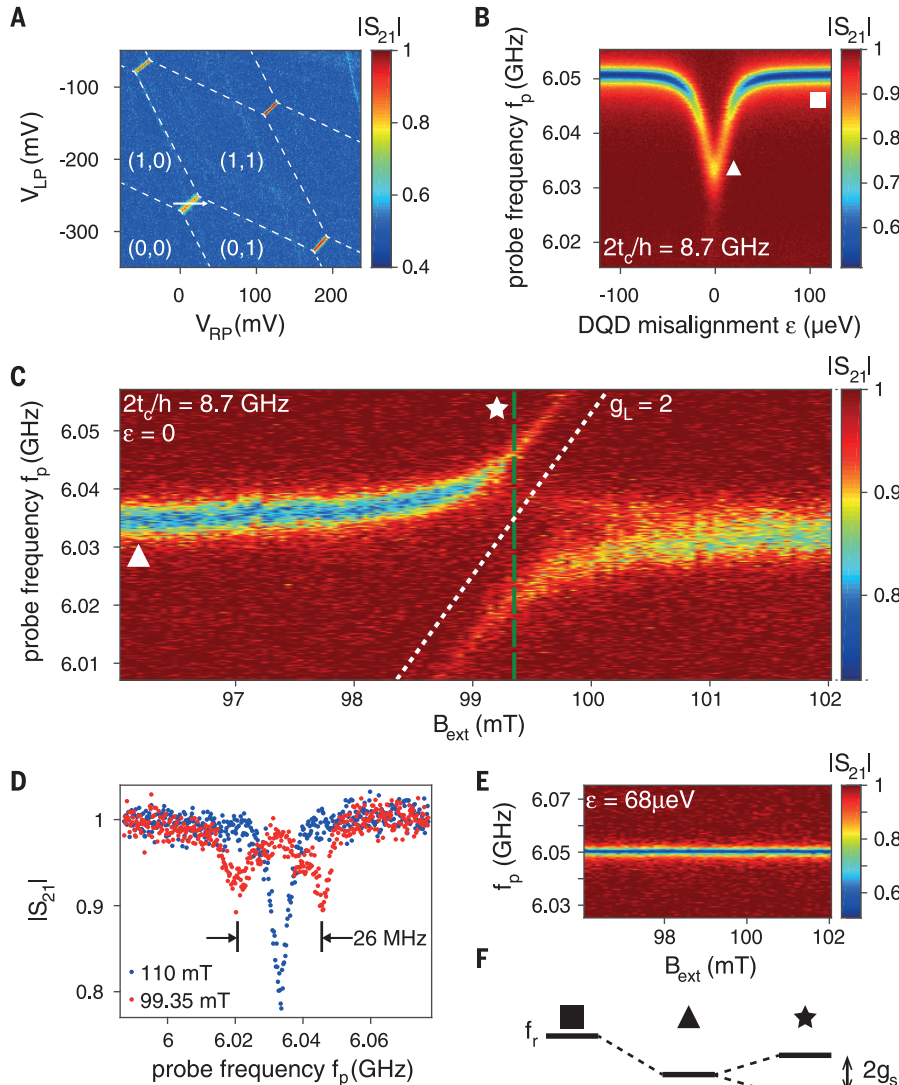 A
|S21|
V_LP (mV)
-100
-200
-300
(1,0)
(1,1)
(0,0)
(0,1)
0
100
200
V_RP (mV)
1
0.8
0.6
0.4
B
|S21|
probe frequency f_p (GHz)
6.05
6.04
6.03
6.02
2t_c/h = 8.7 GHz
-100
0
100
DQD misalignment ε (μeV)
1
0.9
0.8
0.7
0.6
C
|S21|
probe frequency f_p (GHz)
6.05
6.04
6.03
6.02
6.01
2t_c/h = 8.7 GHz
ε = 0
g_L = 2
97
98
99
100
101
102
B_ext (mT)
1
0.9
0.8
D
|S21|
1
0.9
0.8
26 MHz
110 mT
99.35 mT
6
6.02
6.04
6.06
probe frequency f_p (GHz)
E
|S21|
f_p (GHz)
6.07
6.05
6.03
ε = 68μeV
98
100
102
B_ext (mT)
1
0.9
0.8
0.7
0.6
F
f_r
2g_s